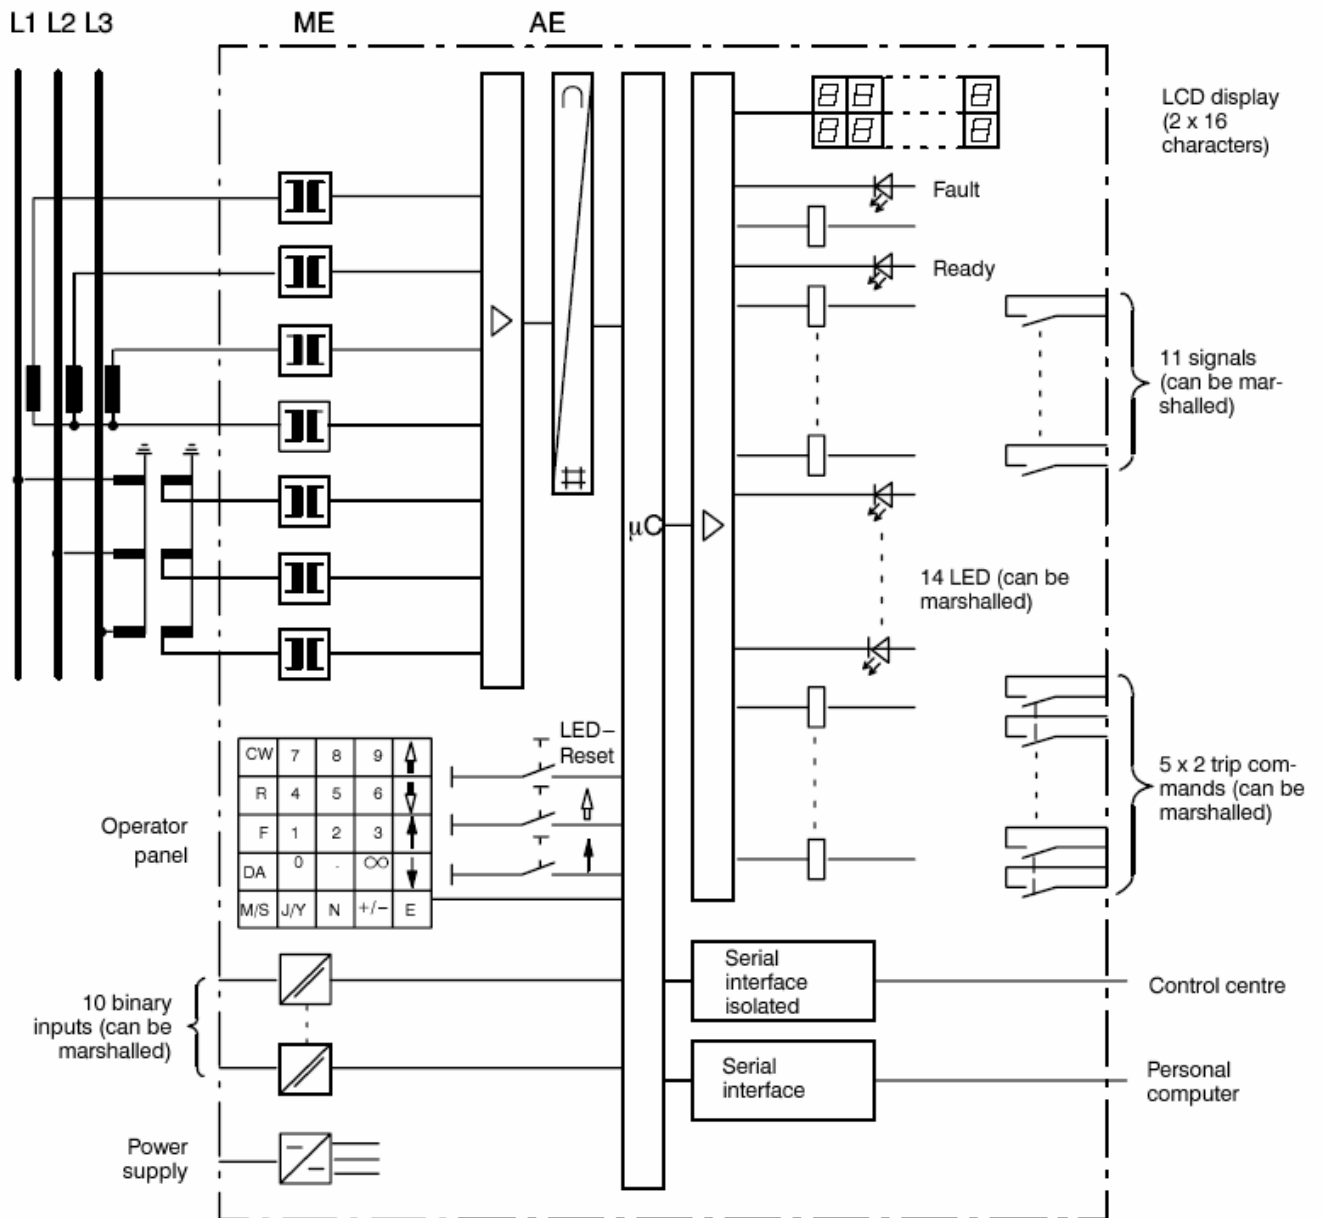 L1 L2 L3
ME
AE
LCD display
(2 x 16
characters)
Fault
Ready
11 signals
(can be mar-
shalled)
µC
14 LED (can be
marshalled)
LED–
Reset
5 x 2 trip com-
mands (can be
marshalled)
Operator
panel
CW 7 8 9
R 4 5 6
F 1 2 3
DA 0 . ∞
M/S J/Y N +/− E
10 binary
inputs (can be
marshalled)
Serial
interface
isolated
Control centre
Serial
interface
Personal
computer
Power
supply